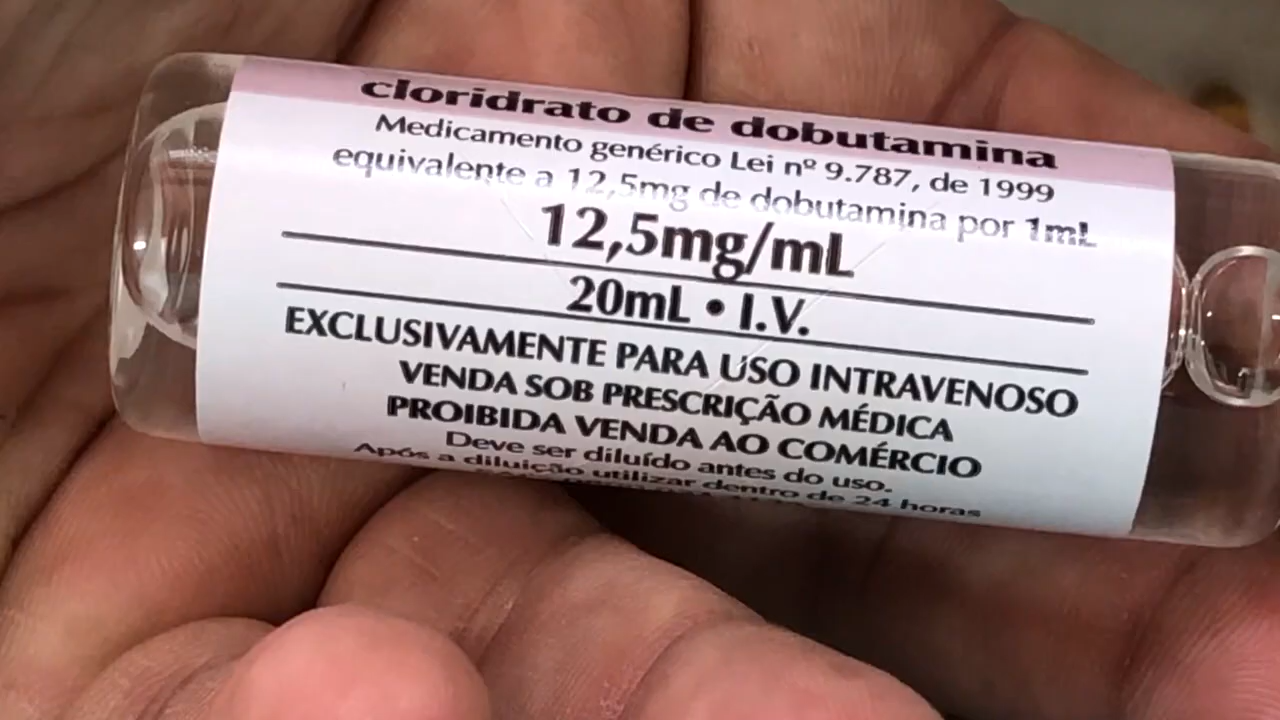 cloridrato de dobutamina
Medicamento genérico Lei nº 9.787, de 1999
equivalente a 12,5mg de dobutamina por 1mL
12,5mg/mL
20mL • I.V.
EXCLUSIVAMENTE PARA USO INTRAVENOSO
VENDA SOB PRESCRIÇÃO MÉDICA
PROIBIDA VENDA AO COMÉRCIO
Deve ser diluído antes do uso.
Após a diluição utilizar dentro de 24 horas